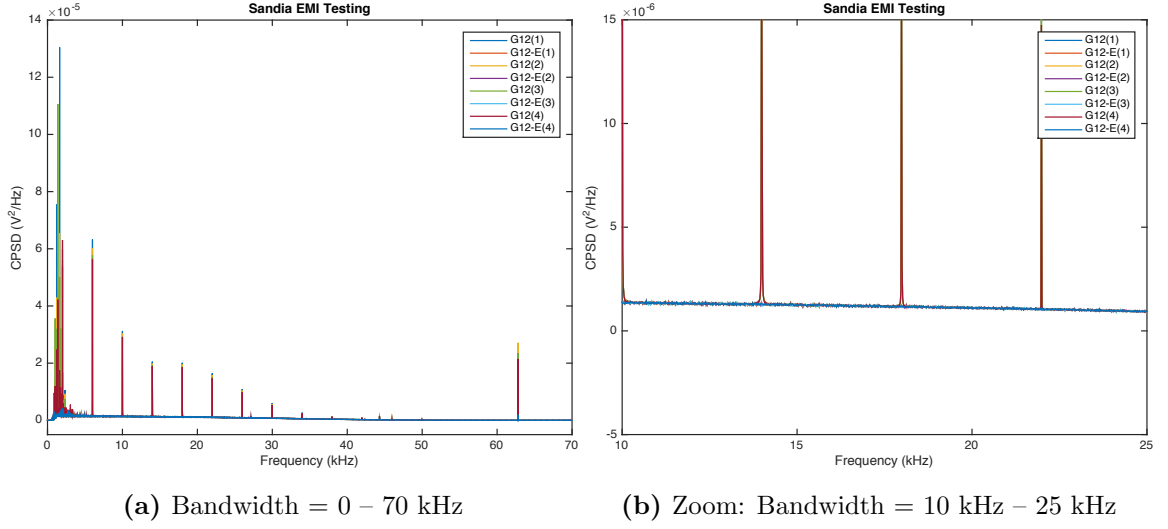 Sandia EMI Testing
×10⁻⁵
14
12
10
8
6
4
2
0
CPSD (V²/Hz)
0 10 20 30 40 50 60 70
Frequency (kHz)
G12(1)
G12-E(1)
G12(2)
G12-E(2)
G12(3)
G12-E(3)
G12(4)
G12-E(4)
(a) Bandwidth = 0 – 70 kHz
Sandia EMI Testing
×10⁻⁶
15
10
5
0
-5
CPSD (V²/Hz)
10 15 20 25
Frequency (kHz)
G12(1)
G12-E(1)
G12(2)
G12-E(2)
G12(3)
G12-E(3)
G12(4)
G12-E(4)
(b) Zoom: Bandwidth = 10 kHz – 25 kHz